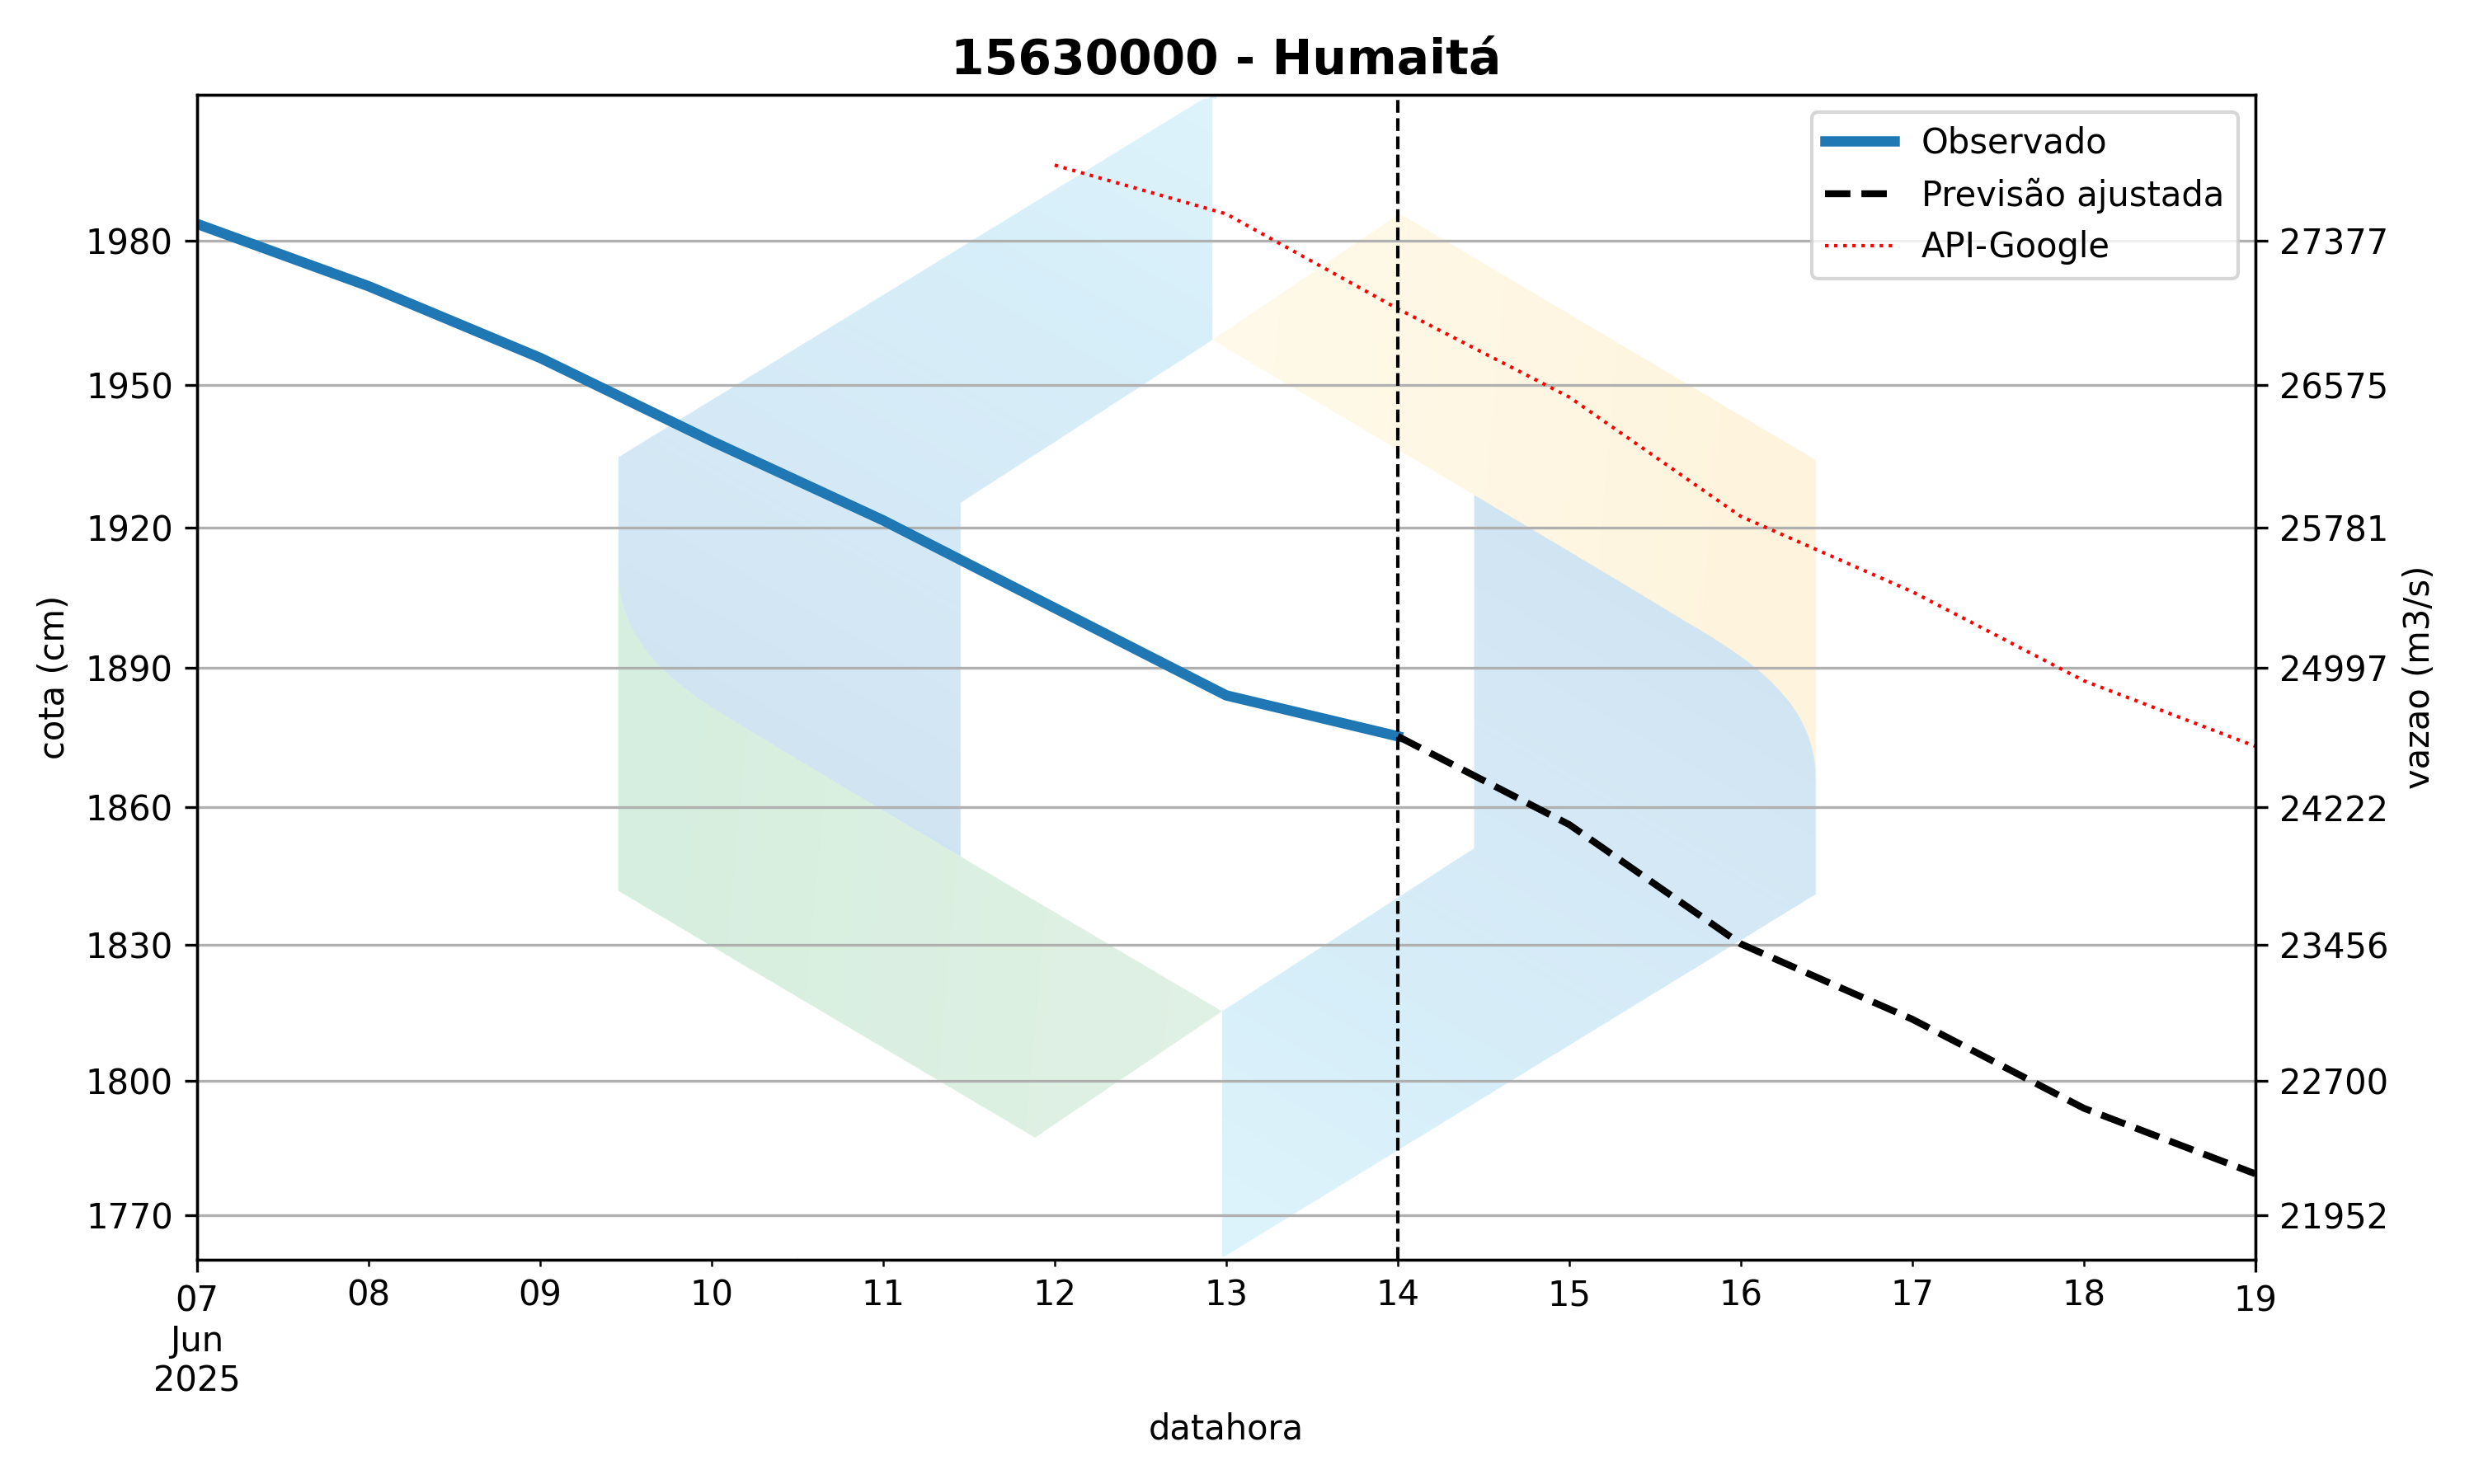 15630000 - Humaitá
Observado
Previsão ajustada
API-Google
1980
1950
1920
1890
1860
1830
1800
1770
cota (cm)
27377
26575
25781
24997
24222
23456
22700
21952
vazao (m3/s)
07 08 09 10 11 12 13 14 15 16 17 18 19
Jun
2025
datahora